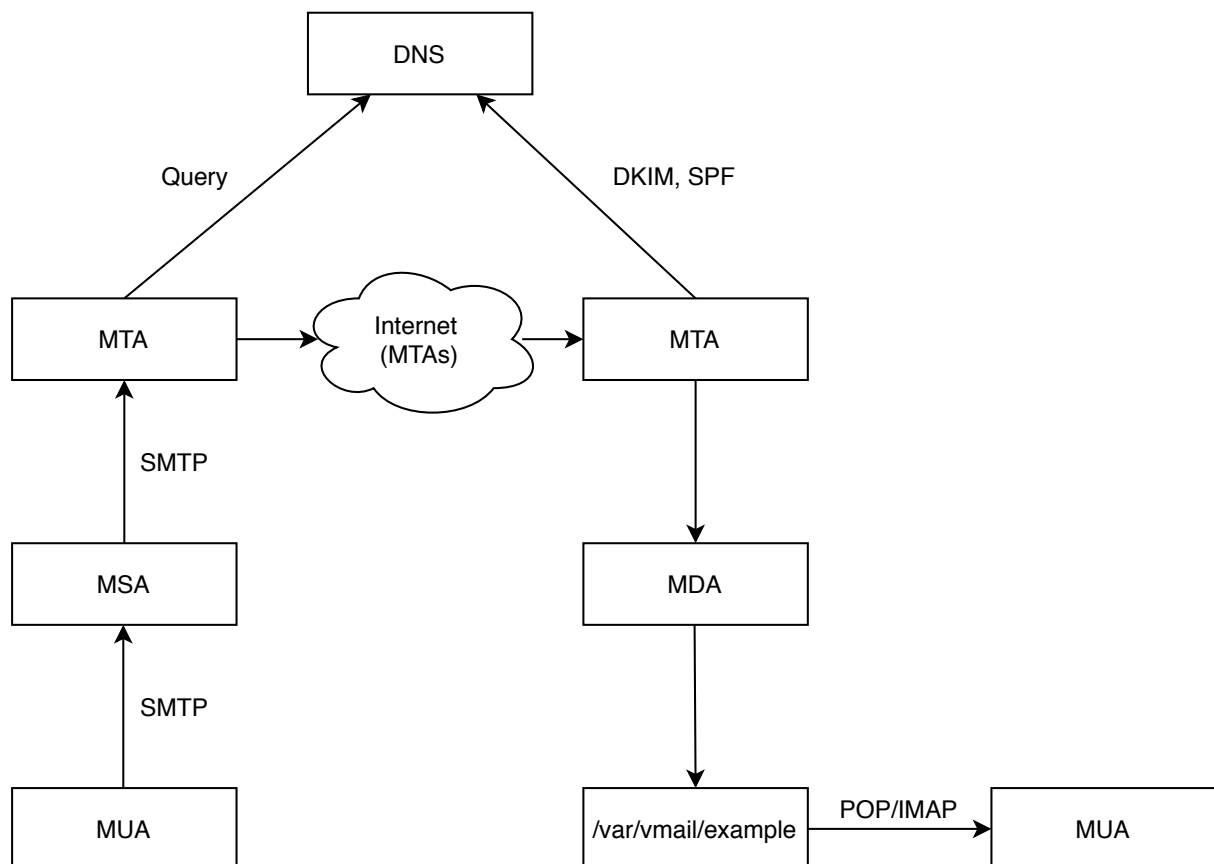 DNS
Query
DKIM, SPF
MTA
Internet
(MTAs)
MTA
SMTP
MSA
MDA
SMTP
MUA
/var/vmail/example
POP/IMAP
MUA